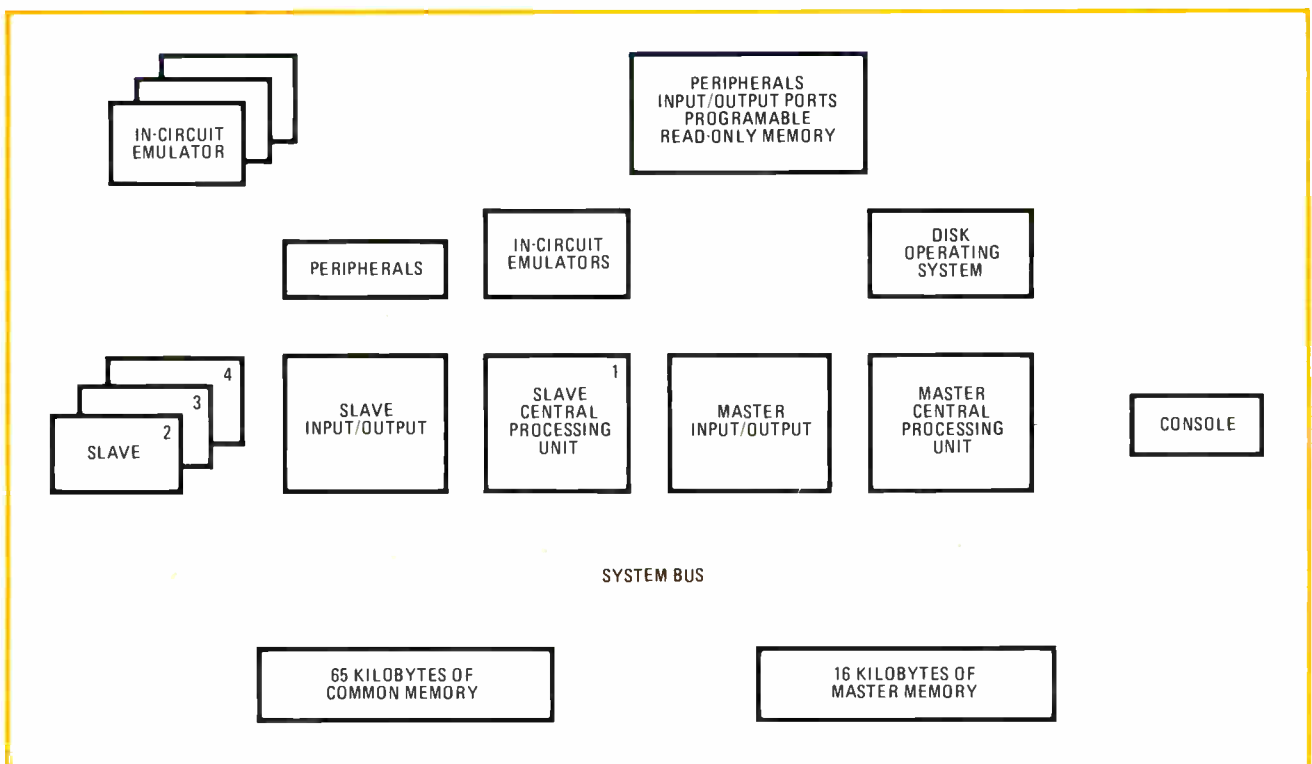 IN-CIRCUIT
EMULATOR
PERIPHERALS
INPUT/OUTPUT PORTS
PROGRAMABLE
READ-ONLY MEMORY
PERIPHERALS
IN-CIRCUIT
EMULATORS
DISK
OPERATING
SYSTEM
4
3
2
SLAVE
SLAVE
INPUT/OUTPUT
1
SLAVE
CENTRAL
PROCESSING
UNIT
MASTER
INPUT/OUTPUT
MASTER
CENTRAL
PROCESSING
UNIT
CONSOLE
SYSTEM BUS
65 KILOBYTES OF
COMMON MEMORY
16 KILOBYTES OF
MASTER MEMORY